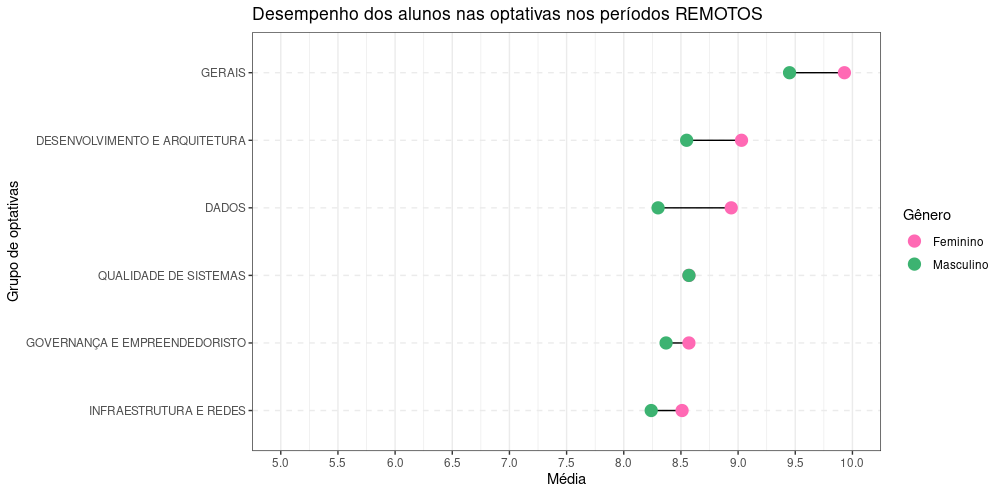 Desempenho dos alunos nas optativas nos períodos REMOTOS
Grupo de optativas
GERAIS
DESENVOLVIMENTO E ARQUITETURA
DADOS
QUALIDADE DE SISTEMAS
GOVERNANÇA E EMPREENDEDORISTO
INFRAESTRUTURA E REDES
5.0 5.5 6.0 6.5 7.0 7.5 8.0 8.5 9.0 9.5 10.0
Média
Gênero
Feminino
Masculino